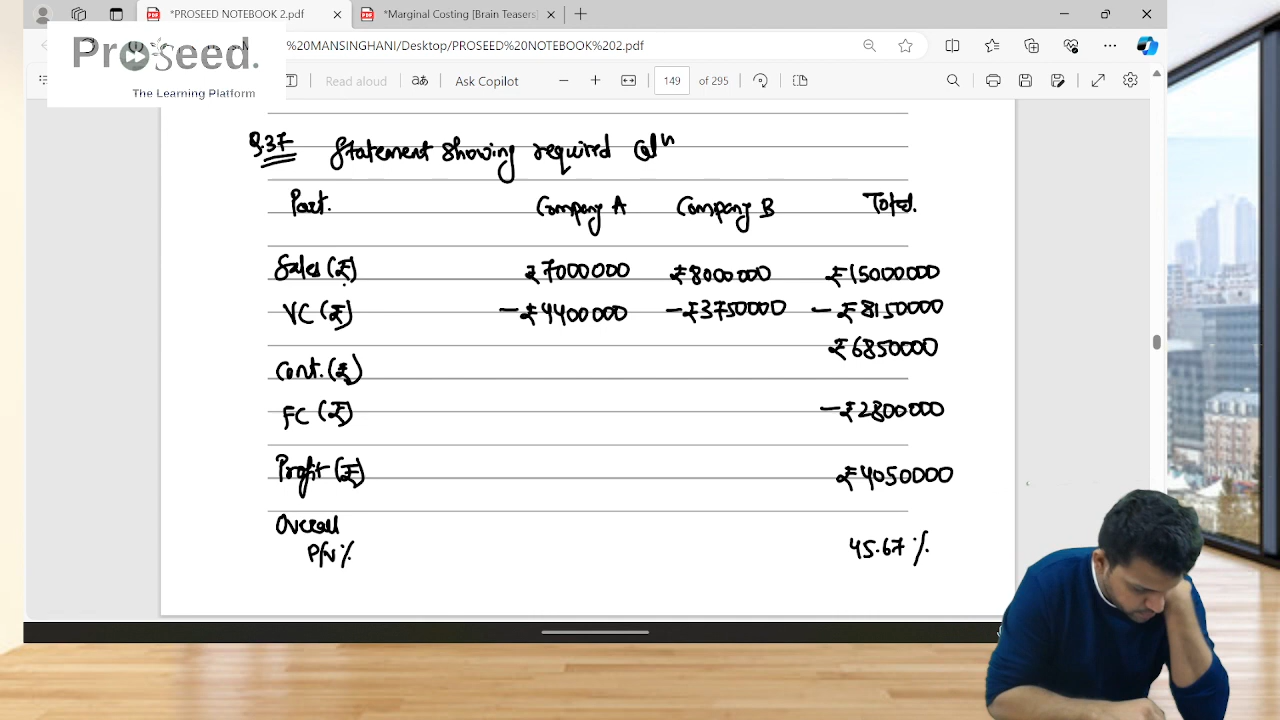 *PROSEED NOTEBOOK 2.pdf
*Marginal Costing [Brain Teasers]
Proseed.
The Learning Platform
%20MANSINGHANI/Desktop/PROSEED%20NOTEBOOK%202.pdf
Read aloud
aあ
Ask Copilot
149 of 295
Q.37 Statement showing required Calⁿ
Part. Company A Company B Total.
Sales (₹) ₹7000000 ₹8000000 ₹15000000
VC (₹) -₹4400000 -₹3750000 -₹8150000
₹6850000
Cont. (₹)
FC (₹) -₹2800000
Profit (₹) ₹4050000
Overall
P/V % 45.67 %